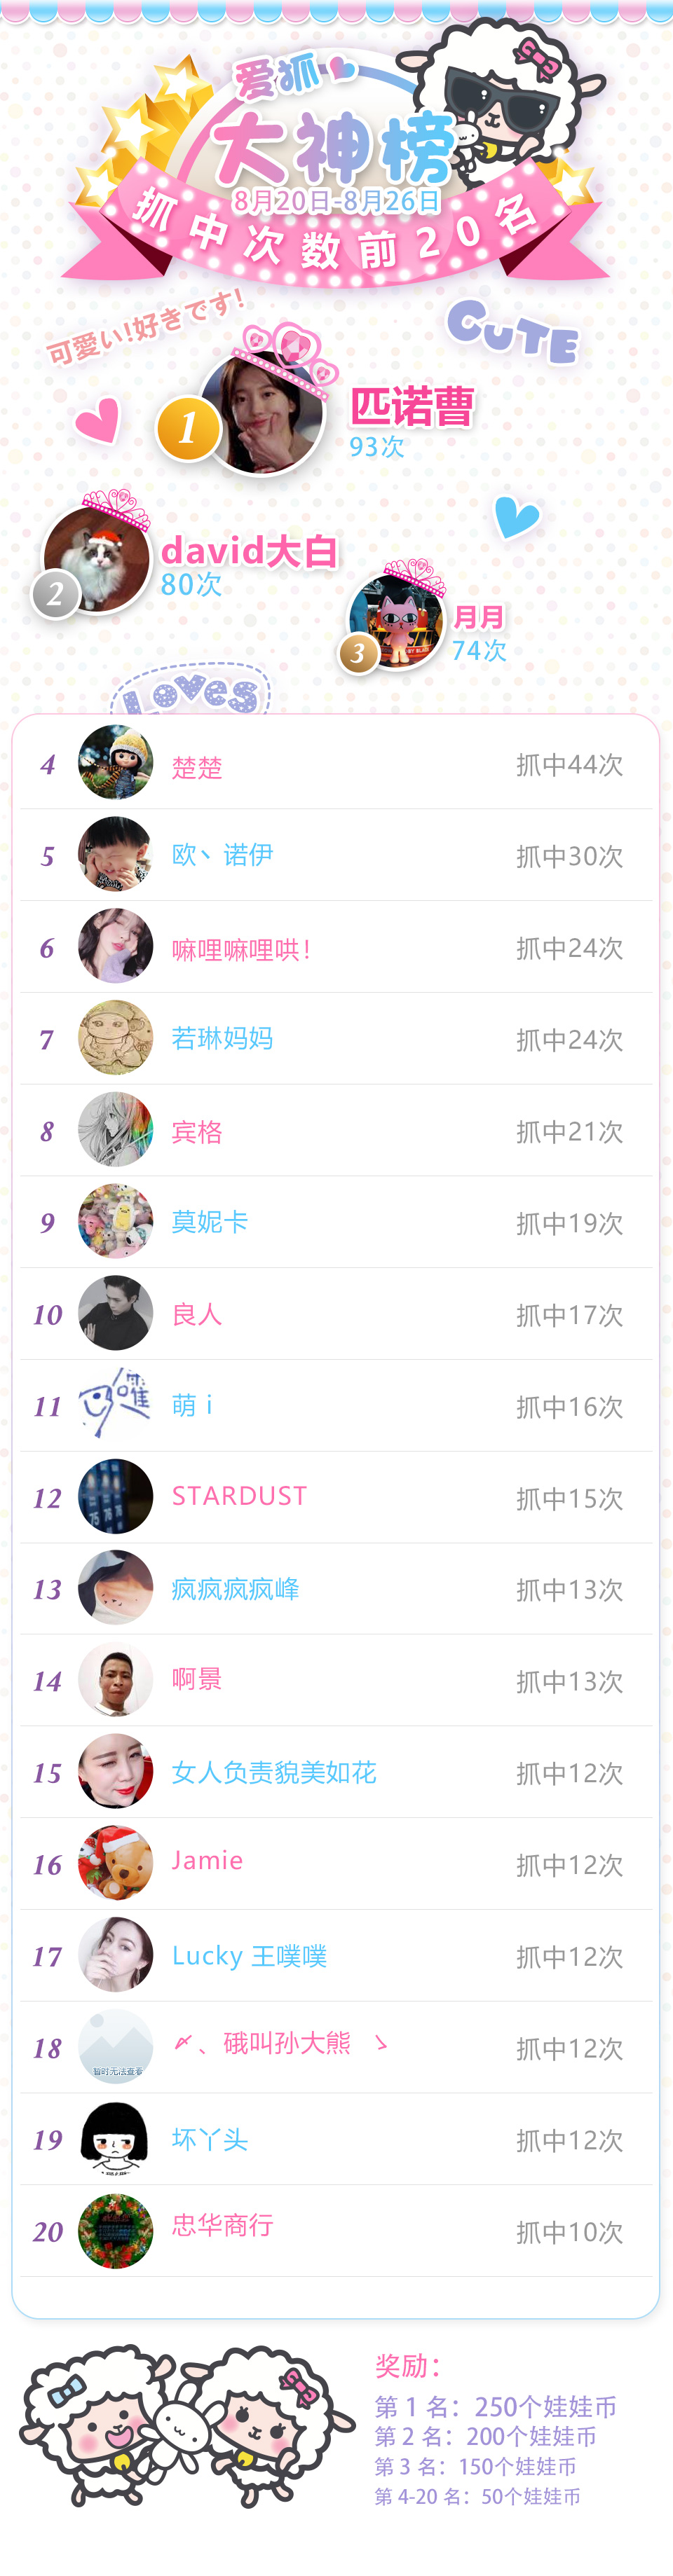 爱狐
大神榜
8月20日-8月26日
抓中次数前20名
可愛い!好きです!
CUTE
1
匹诺曹
93次
2
david大白
80次
3
月月
74次
Loves
4 楚楚 抓中44次
5 欧丶诺伊 抓中30次
6 嘛哩嘛哩哄! 抓中24次
7 若琳妈妈 抓中24次
8 宾格 抓中21次
9 莫妮卡 抓中19次
10 良人 抓中17次
11 萌 i 抓中16次
12 STARDUST 抓中15次
13 疯疯疯疯峰 抓中13次
14 啊景 抓中13次
15 女人负责貌美如花 抓中12次
16 Jamie 抓中12次
17 Lucky 王噗噗 抓中12次
暂时无法查看
18 、硪叫孙大熊 抓中12次
19 坏丫头 抓中12次
20 忠华商行 抓中10次
奖励：
第 1 名：250个娃娃币
第 2 名：200个娃娃币
第 3 名：150个娃娃币
第 4-20 名：50个娃娃币